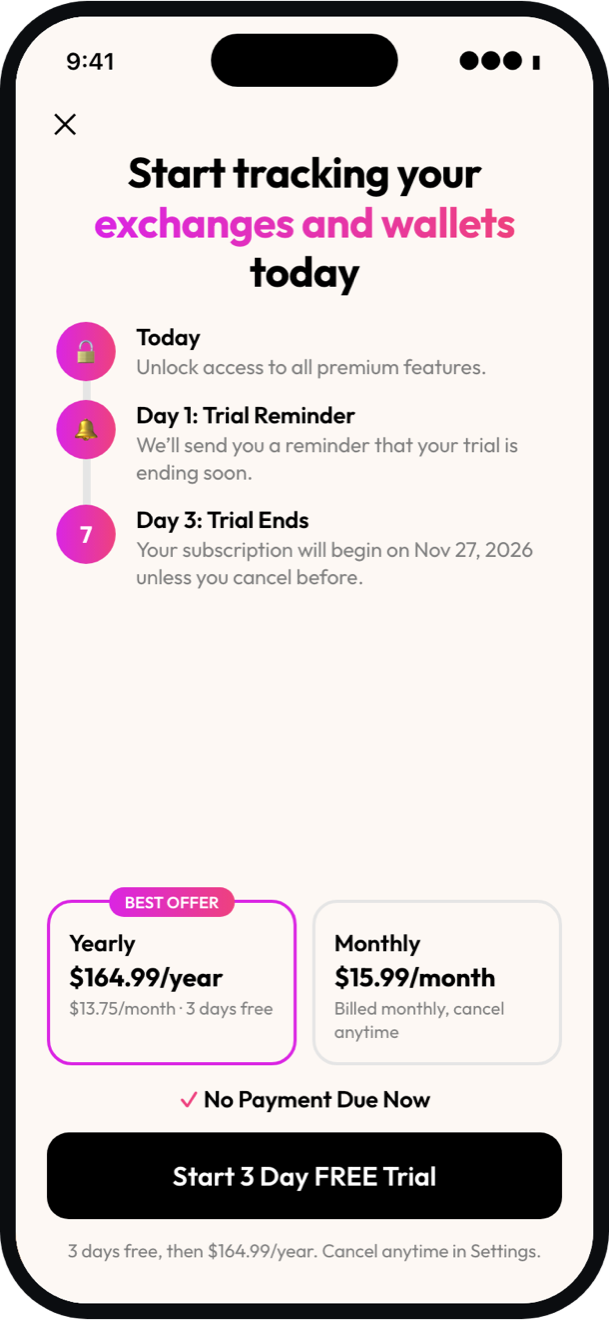 9:41
Start tracking your
exchanges and wallets
today
Today
Unlock access to all premium features.
Day 1: Trial Reminder
We’ll send you a reminder that your trial is
ending soon.
7
Day 3: Trial Ends
Your subscription will begin on Nov 27, 2026
unless you cancel before.
BEST OFFER
Yearly
$164.99/year
$13.75/month · 3 days free
Monthly
$15.99/month
Billed monthly, cancel
anytime
✓ No Payment Due Now
Start 3 Day FREE Trial
3 days free, then $164.99/year. Cancel anytime in Settings.